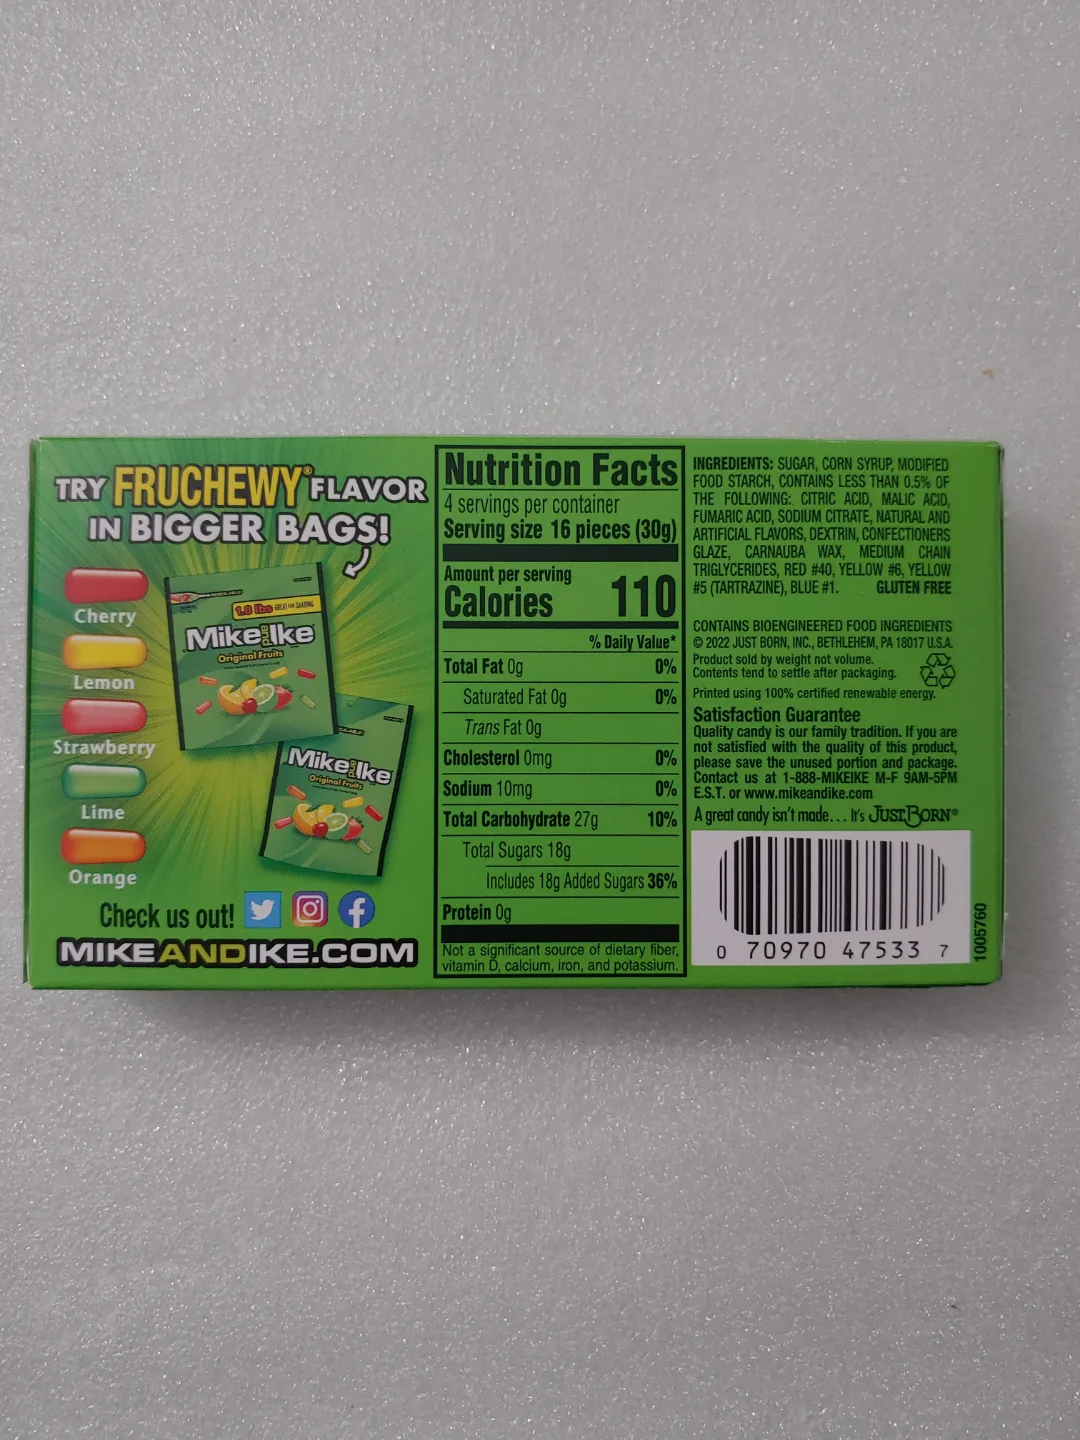 TRY FRUCHEWY® FLAVOR
IN BIGGER BAGS!
Cherry
Lemon
Strawberry
Lime
Orange
1.8 lbs GREAT FOR SHARING
Mike and Ike
Original Fruits
Mike and Ike
Original Fruits
Check us out!
MIKEANDIKE.COM
Nutrition Facts
4 servings per container
Serving size 16 pieces (30g)
Amount per serving
Calories 110
% Daily Value*
Total Fat 0g 0%
Saturated Fat 0g 0%
Trans Fat 0g
Cholesterol 0mg 0%
Sodium 10mg 0%
Total Carbohydrate 27g 10%
Total Sugars 18g
Includes 18g Added Sugars 36%
Protein 0g
Not a significant source of dietary fiber,
vitamin D, calcium, iron, and potassium.
INGREDIENTS: SUGAR, CORN SYRUP, MODIFIED
FOOD STARCH, CONTAINS LESS THAN 0.5% OF
THE FOLLOWING: CITRIC ACID, MALIC ACID,
FUMARIC ACID, SODIUM CITRATE, NATURAL AND
ARTIFICIAL FLAVORS, DEXTRIN, CONFECTIONERS
GLAZE, CARNAUBA WAX, MEDIUM CHAIN
TRIGLYCERIDES, RED #40, YELLOW #6, YELLOW
#5 (TARTRAZINE), BLUE #1. GLUTEN FREE
CONTAINS BIOENGINEERED FOOD INGREDIENTS
© 2022 JUST BORN, INC., BETHLEHEM, PA 18017 U.S.A.
Product sold by weight not volume.
Contents tend to settle after packaging.
Printed using 100% certified renewable energy.
Satisfaction Guarantee
Quality candy is our family tradition. If you are
not satisfied with the quality of this product,
please save the unused portion and package.
Contact us at 1-888-MIKEIKE M-F 9AM-5PM
E.S.T. or www.mikeandike.com
A great candy isn't made... It's JUST BORN®
0 70970 47533 7
1005760